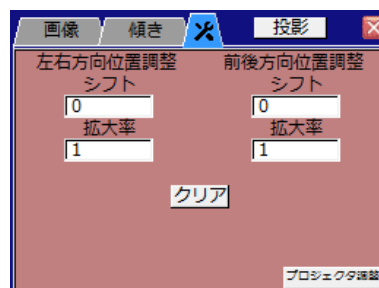 画像 傾き 投影
左右方向位置調整 前後方向位置調整
シフト シフト
0 0
拡大率 拡大率
1 1
クリア
プロジェクタ調整